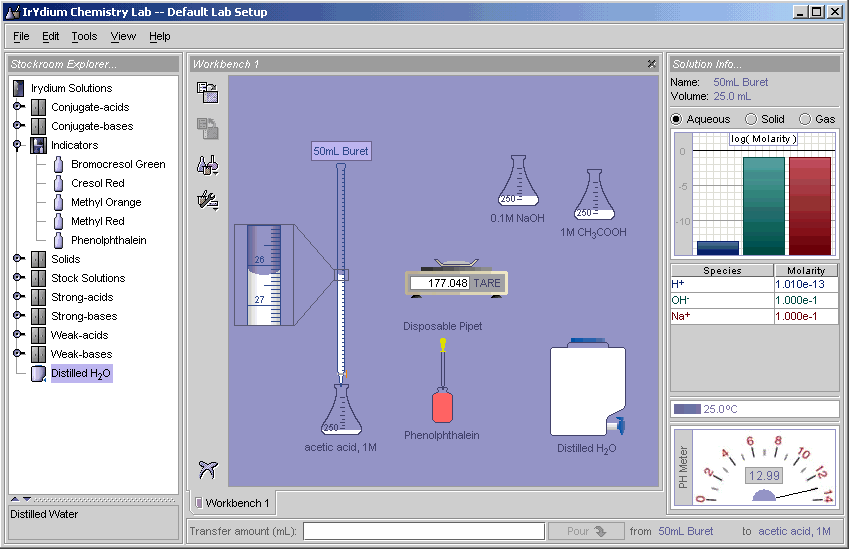 IrYdium Chemistry Lab -- Default Lab Setup
File Edit Tools View Help
Stockroom Explorer...
Irydium Solutions
Conjugate-acids
Conjugate-bases
Indicators
Bromocresol Green
Cresol Red
Methyl Orange
Methyl Red
Phenolphthalein
Solids
Stock Solutions
Strong-acids
Strong-bases
Weak-acids
Weak-bases
Distilled H2O
Distilled Water
Workbench 1
50mL Buret
26
27
250
acetic acid, 1M
250
0.1M NaOH
250
1M CH3COOH
177.048 TARE
Disposable Pipet
Phenolphthalein
Distilled H2O
Workbench 1
Solution Info...
Name: 50mL Buret
Volume: 25.0 mL
Aqueous Solid Gas
log( Molarity )
0
-5
-10
Species Molarity
H+ 1.010e-13
OH- 1.000e-1
Na+ 1.000e-1
25.0ºC
PH Meter
0 2 4 6 8 10 12 14
12.99
Transfer amount (mL): Pour from 50mL Buret to acetic acid, 1M